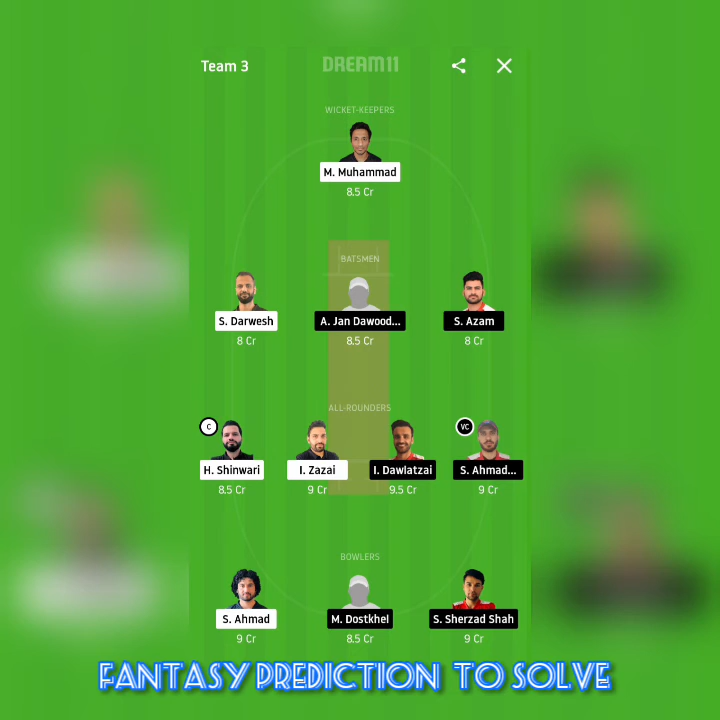 Team 3
DREAM11
WICKET-KEEPERS
M. Muhammad
8.5 Cr
BATSMEN
S. Darwesh
A. Jan Dawood...
S. Azam
8 Cr
8.5 Cr
8 Cr
ALL-ROUNDERS
C
VC
H. Shinwari
I. Zazai
I. Dawlatzai
S. Ahmad...
8.5 Cr
9 Cr
9.5 Cr
9 Cr
BOWLERS
S. Ahmad
M. Dostkhel
S. Sherzad Shah
9 Cr
8.5 Cr
9 Cr
FANTASY PREDICTION TO SOLVE